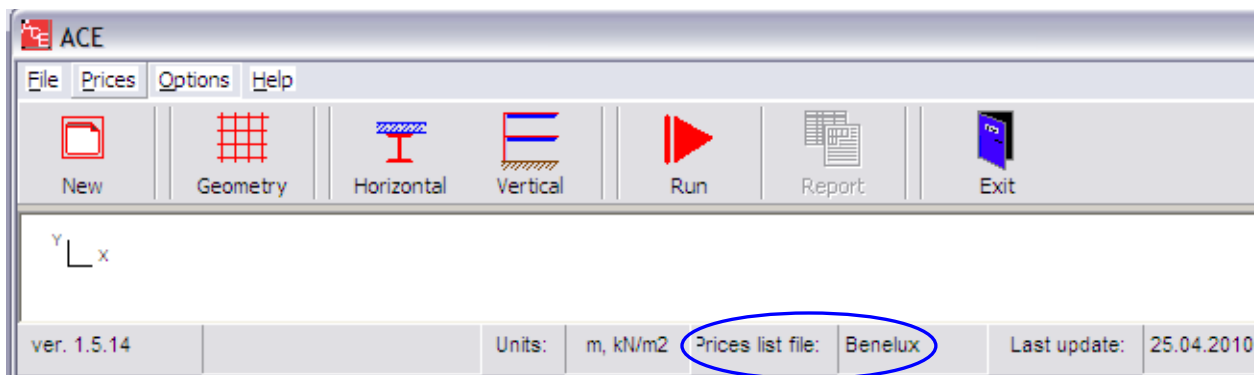 ACE
File Prices Options Help
New Geometry Horizontal Vertical Run Report Exit
Y
X
ver. 1.5.14 Units: m, kN/m2 Prices list file: Benelux Last update: 25.04.2010